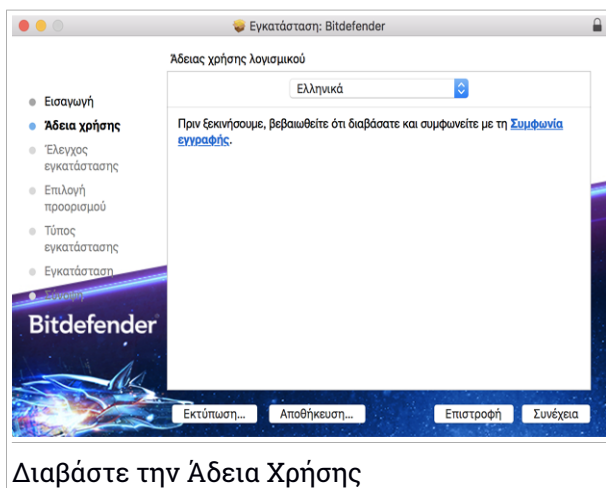 Εγκατάσταση: Bitdefender
Άδειας χρήσης λογισμικού
Ελληνικά
Εισαγωγή
Άδεια χρήσης
Έλεγχος
εγκατάστασης
Επιλογή
προορισμού
Τύπος
εγκατάστασης
Εγκατάσταση
Σύνοψη
Πριν ξεκινήσουμε, βεβαιωθείτε ότι διαβάσατε και συμφωνείτε με τη Συμφωνία
εγγραφής.
Bitdefender
Εκτύπωση...
Αποθήκευση...
Επιστροφή
Συνέχεια
Διαβάστε την Άδεια Χρήσης